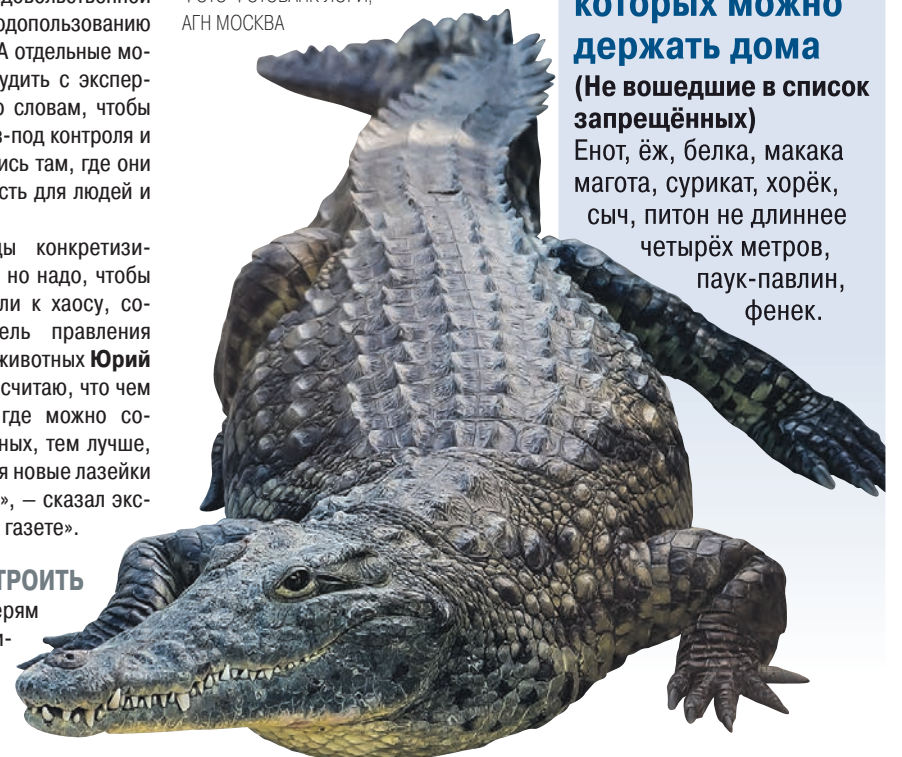 одопользованию
А отдельные мо-
удить с экспер-
о словам, чтобы
з-под контроля и
ись там, где они
сть для людей и
ды конкретизи-
но надо, чтобы
ли к хаосу, со-
ель правления
животных Юрий
считаю, что чем
где можно со-
ных, тем лучше,
я новые лазейки
», – сказал экс-
газете».
ТРОИТЬ
ерям
и-
АГН МОСКВА
которых можно
держать дома
(Не вошедшие в список
запрещённых)
Енот, ёж, белка, макака
магота, сурикат, хорёк,
сыч, питон не длиннее
четырёх метров,
паук-павлин,
фенек.